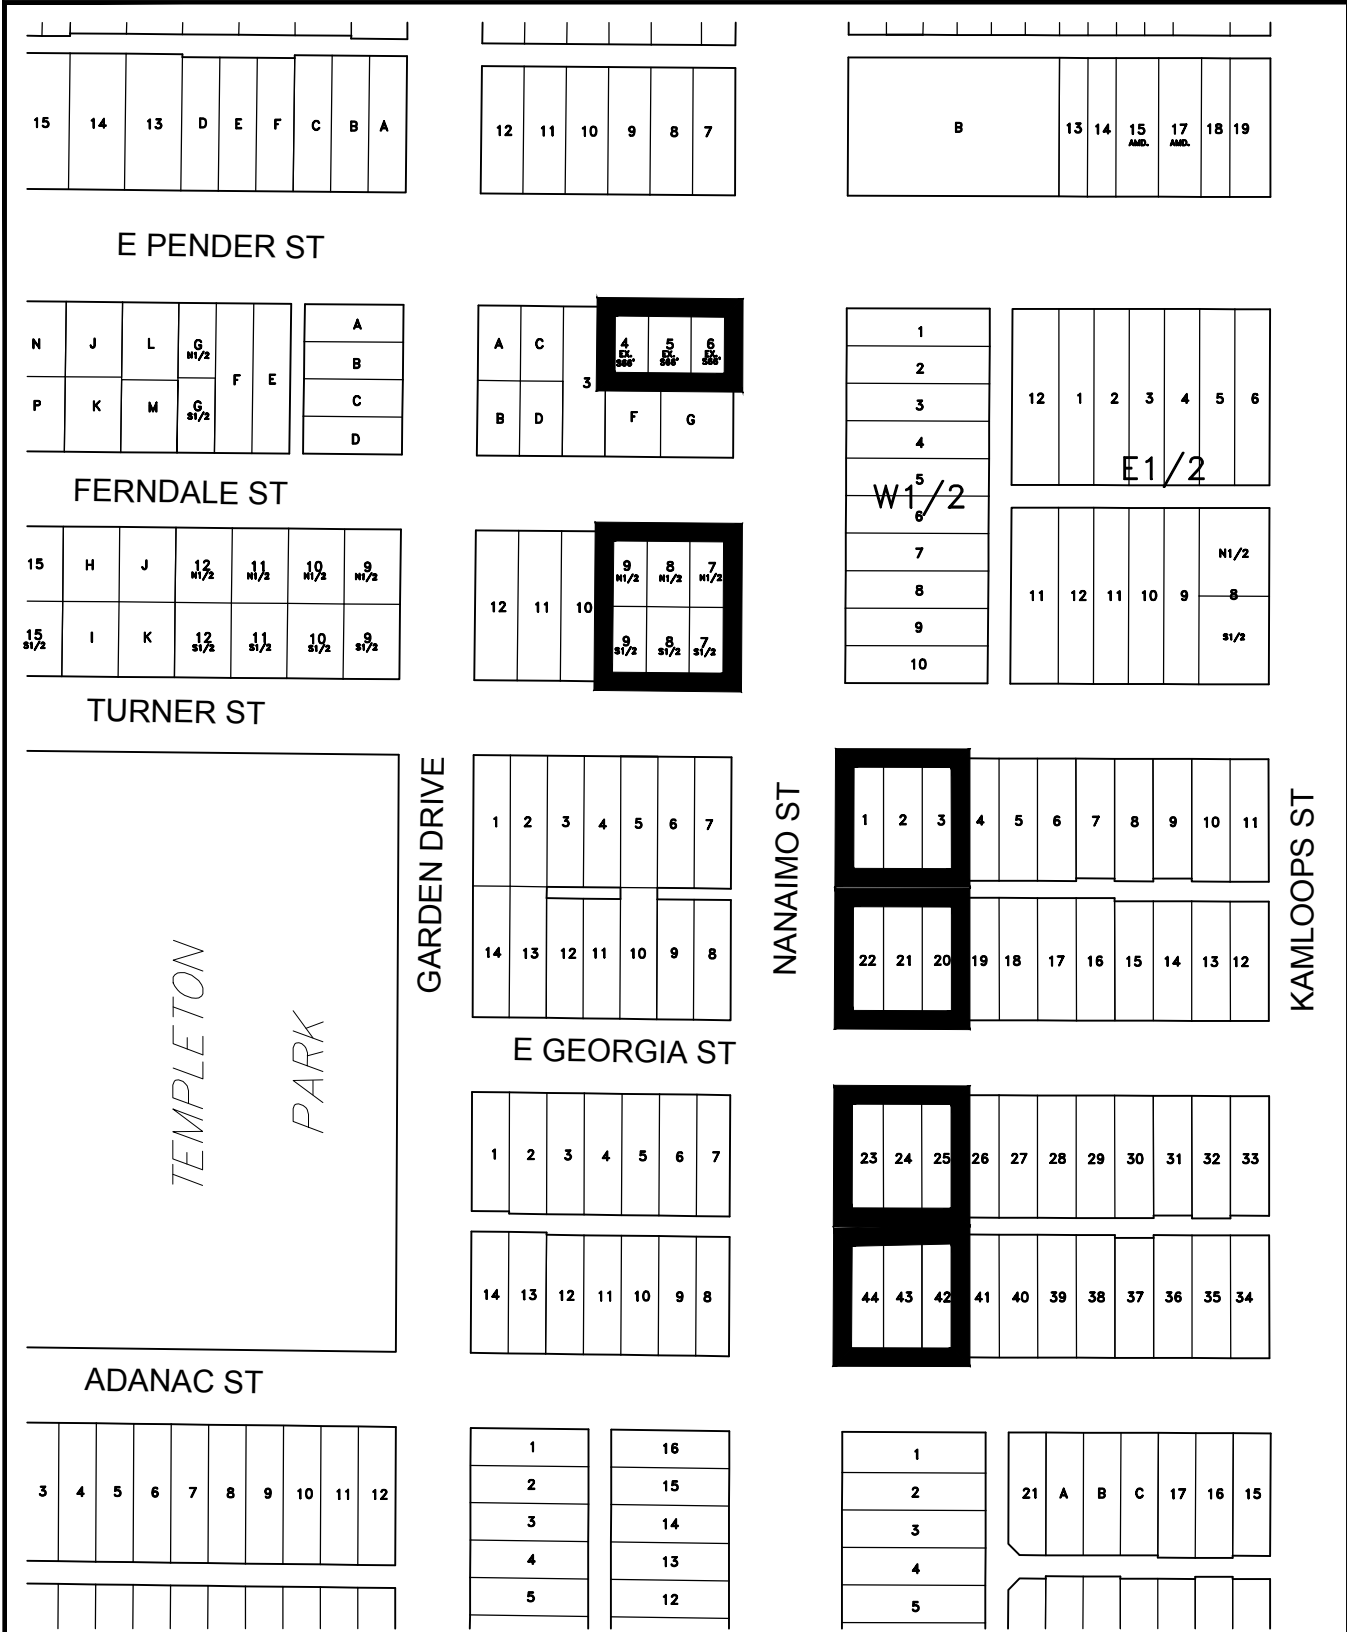 15 14 13 D E F C B A
12 11 10 9 8 7
B 13 14 15 17 18 19
AMD. AMD.
E PENDER ST
N J L G F E
N1/2
P K M G
S1/2
A
B
C
D
A C 3 4 5 6
EX. EX. EX.
S66' S66' S66'
B D F G
1
2
3
4
5
6
7
8
9
10
W1/2
12 1 2 3 4 5 6
E1/2
FERNDALE ST
15 H J 12 11 10 9
N1/2 N1/2 N1/2 N1/2
15 I K 12 11 10 9
S1/2 S1/2 S1/2 S1/2 S1/2
12 11 10 9 8 7
N1/2 N1/2 N1/2
9 8 7
S1/2 S1/2 S1/2
11 12 11 10 9 8
N1/2
S1/2
TURNER ST
TEMPLETON
PARK
GARDEN DRIVE
1 2 3 4 5 6 7
14 13 12 11 10 9 8
NANAIMO ST
1 2 3 4 5 6 7 8 9 10 11
22 21 20 19 18 17 16 15 14 13 12
KAMLOOPS ST
E GEORGIA ST
1 2 3 4 5 6 7
14 13 12 11 10 9 8
23 24 25 26 27 28 29 30 31 32 33
44 43 42 41 40 39 38 37 36 35 34
ADANAC ST
3 4 5 6 7 8 9 10 11 12
1
2
3
4
5
16
15
14
13
12
1
2
3
4
5
21 A B C 17 16 15